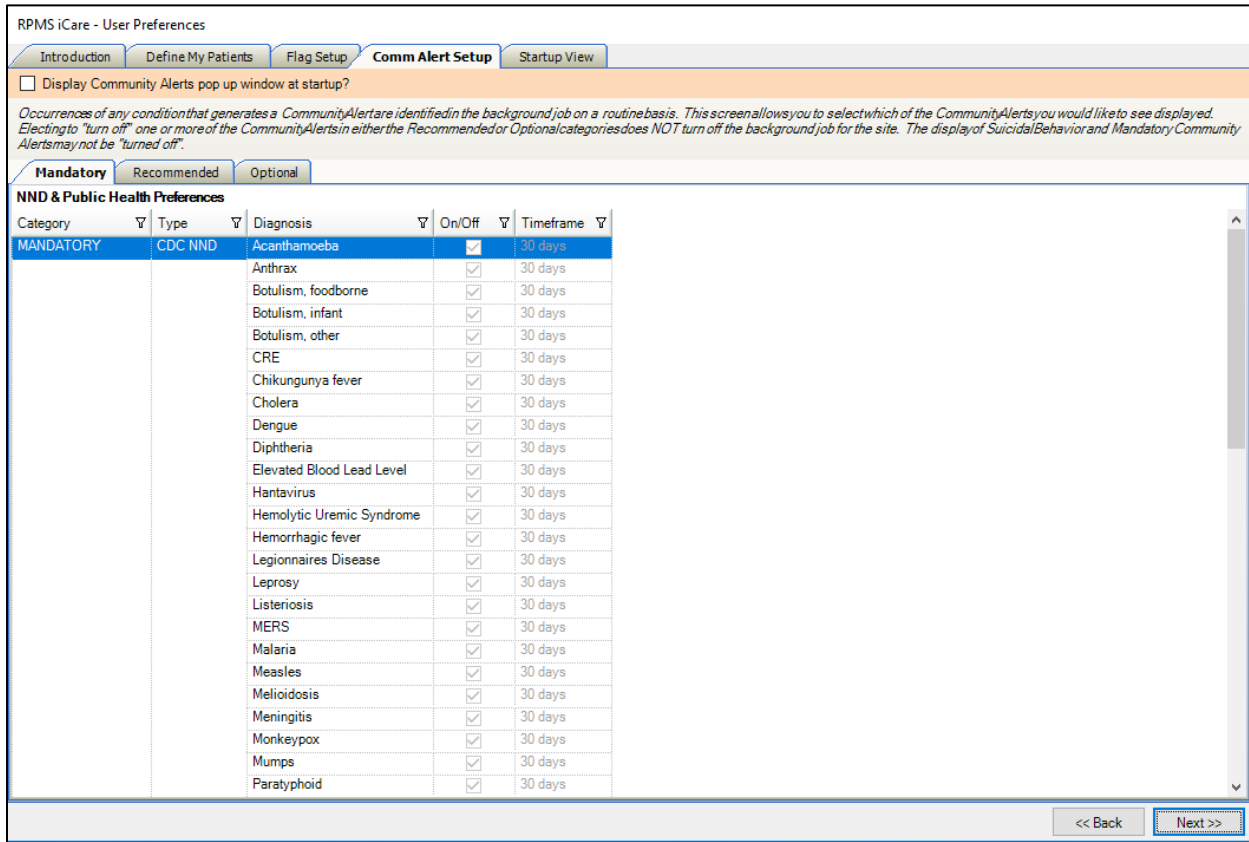 RPMS iCare - User Preferences
Introduction Define My Patients Flag Setup Comm Alert Setup Startup View
Display Community Alerts pop up window at startup?
Occurrences of any condition that generates a Community Alert are identified in the background job on a routine basis. This screen allows you to select which of the Community Alerts you would like to see displayed.
Electing to "turn off" one or more of the Community Alerts in either the Recommended or Optional categories does NOT turn off the background job for the site. The display of Suicidal Behavior and Mandatory Community
Alerts may not be "turned off".
Mandatory Recommended Optional
NND & Public Health Preferences
Category Type Diagnosis On/Off Timeframe
MANDATORY CDC NND Acanthamoeba 30 days
Anthrax 30 days
Botulism, foodborne 30 days
Botulism, infant 30 days
Botulism, other 30 days
CRE 30 days
Chikungunya fever 30 days
Cholera 30 days
Dengue 30 days
Diphtheria 30 days
Elevated Blood Lead Level 30 days
Hantavirus 30 days
Hemolytic Uremic Syndrome 30 days
Hemorrhagic fever 30 days
Legionnaires Disease 30 days
Leprosy 30 days
Listeriosis 30 days
MERS 30 days
Malaria 30 days
Measles 30 days
Melioidosis 30 days
Meningitis 30 days
Monkeypox 30 days
Mumps 30 days
Paratyphoid 30 days
<< Back Next >>